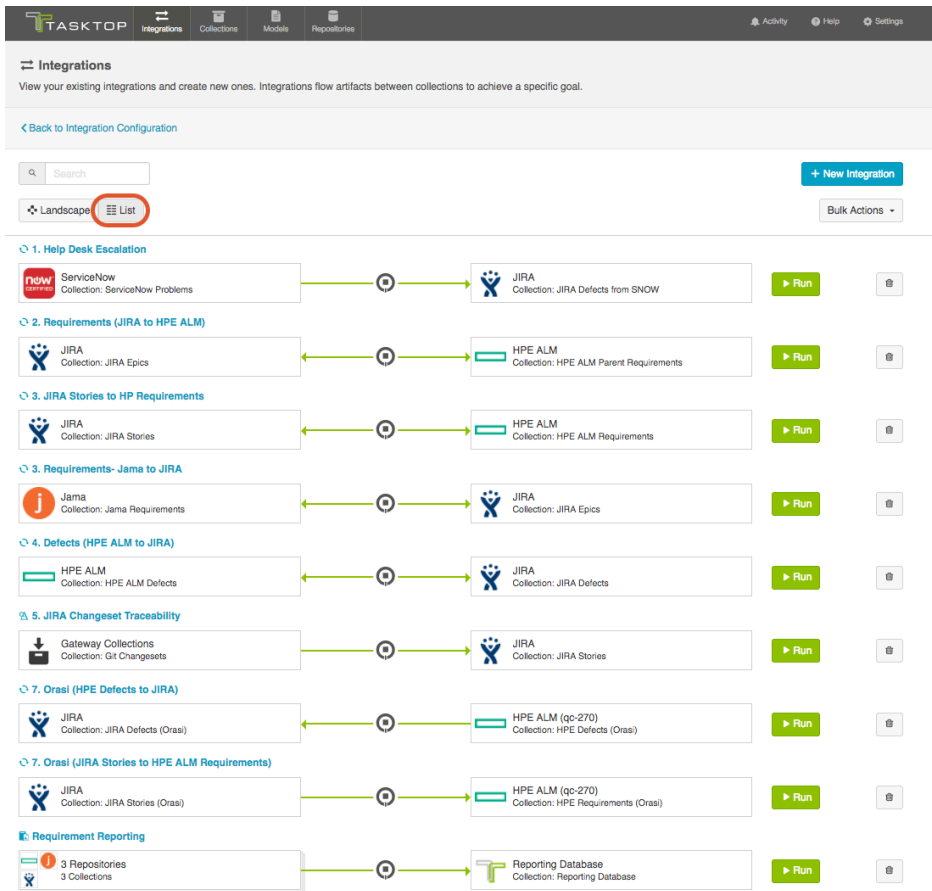 TASKTOP
Integrations
Collections
Models
Repositories
Activity
Help
Settings
Integrations
View your existing integrations and create new ones. Integrations flow artifacts between collections to achieve a specific goal.
Back to Integration Configuration
Search
+ New Integration
Landscape
List
Bulk Actions
1. Help Desk Escalation
now
CERTIFIED
ServiceNow
Collection: ServiceNow Problems
JIRA
Collection: JIRA Defects from SNOW
Run
2. Requirements (JIRA to HPE ALM)
JIRA
Collection: JIRA Epics
HPE ALM
Collection: HPE ALM Parent Requirements
Run
3. JIRA Stories to HP Requirements
JIRA
Collection: JIRA Stories
HPE ALM
Collection: HPE ALM Requirements
Run
3. Requirements- Jama to JIRA
j
Jama
Collection: Jama Requirements
JIRA
Collection: JIRA Epics
Run
4. Defects (HPE ALM to JIRA)
HPE ALM
Collection: HPE ALM Defects
JIRA
Collection: JIRA Defects
Run
5. JIRA Changeset Traceability
Gateway Collections
Collection: Git Changesets
JIRA
Collection: JIRA Stories
Run
7. Orasi (HPE Defects to JIRA)
JIRA
Collection: JIRA Defects (Orasi)
HPE ALM (qc-270)
Collection: HPE Defects (Orasi)
Run
7. Orasi (JIRA Stories to HPE ALM Requirements)
JIRA
Collection: JIRA Stories (Orasi)
HPE ALM (qc-270)
Collection: HPE Requirements (Orasi)
Run
Requirement Reporting
j
3 Repositories
3 Collections
Reporting Database
Collection: Reporting Database
Run